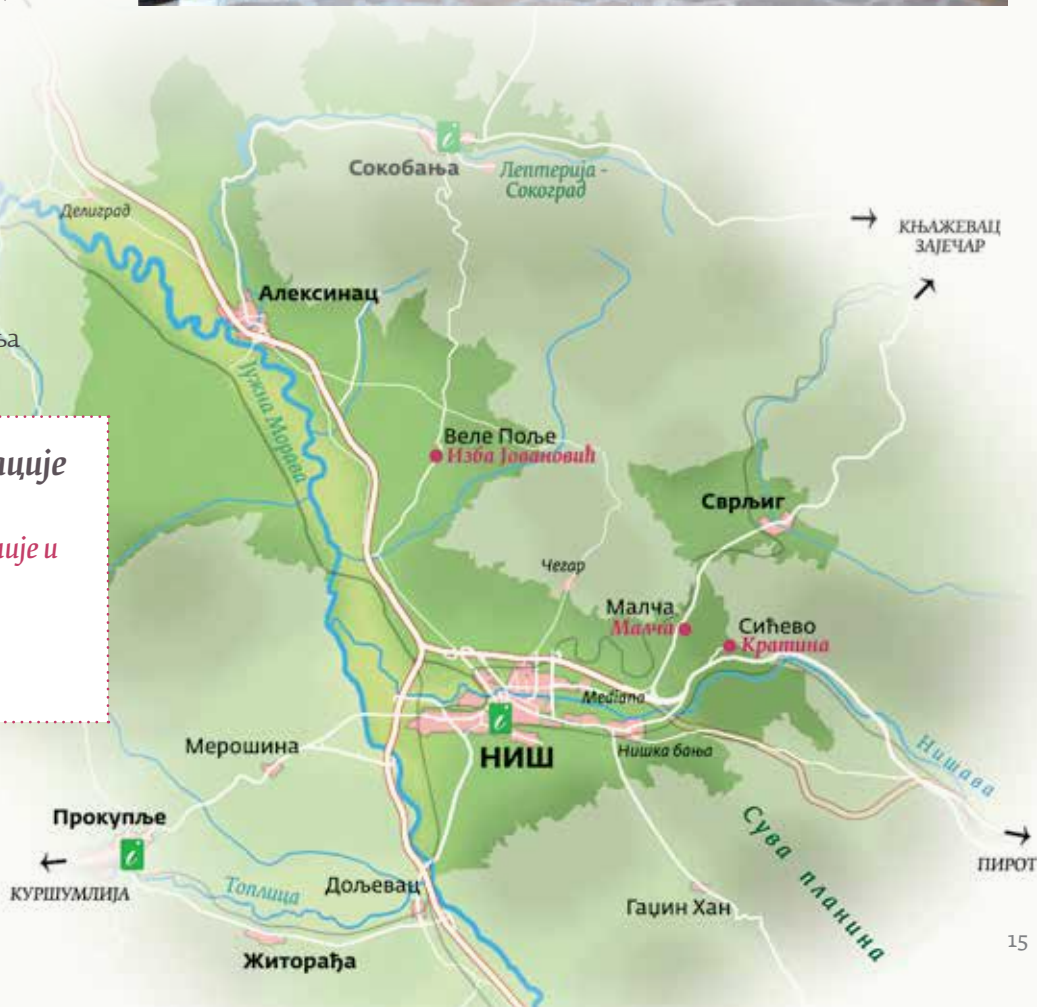 Сокобања
Лептерија -
Сокоград
Делиград
КЊАЖЕВАЦ
ЗАЈЕЧАР
Алексинац
Јужна Морава
Веле Поље
Изба Јовановић
Сврљиг
Чегар
Малча
Малча
Сићево
Кратина
Mediana
НИШ
Нишка бања
Нишава
Мерошина
Прокупље
КУРШУМЛИЈА
Топлица
Дољевац
Житорађа
Гаџин Хан
Сува планина
ПИРОТ
15